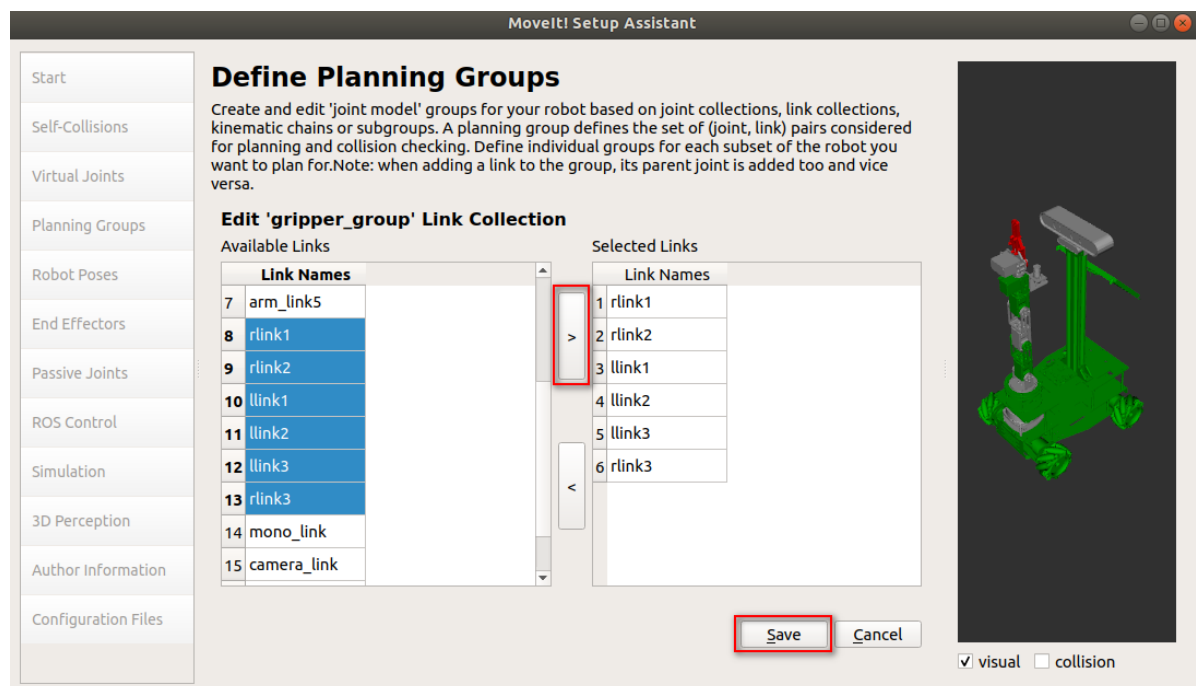 MoveIt! Setup Assistant
Start
Self-Collisions
Virtual Joints
Planning Groups
Robot Poses
End Effectors
Passive Joints
ROS Control
Simulation
3D Perception
Author Information
Configuration Files
Define Planning Groups
Create and edit 'joint model' groups for your robot based on joint collections, link collections,
kinematic chains or subgroups. A planning group defines the set of (joint, link) pairs considered
for planning and collision checking. Define individual groups for each subset of the robot you
want to plan for.Note: when adding a link to the group, its parent joint is added too and vice
versa.
Edit 'gripper_group' Link Collection
Available Links
Link Names
7 arm_link5
8 rlink1
9 rlink2
10 llink1
11 llink2
12 llink3
13 rlink3
14 mono_link
15 camera_link
>
<
Selected Links
Link Names
1 rlink1
2 rlink2
3 llink1
4 llink2
5 llink3
6 rlink3
Save Cancel
visual collision